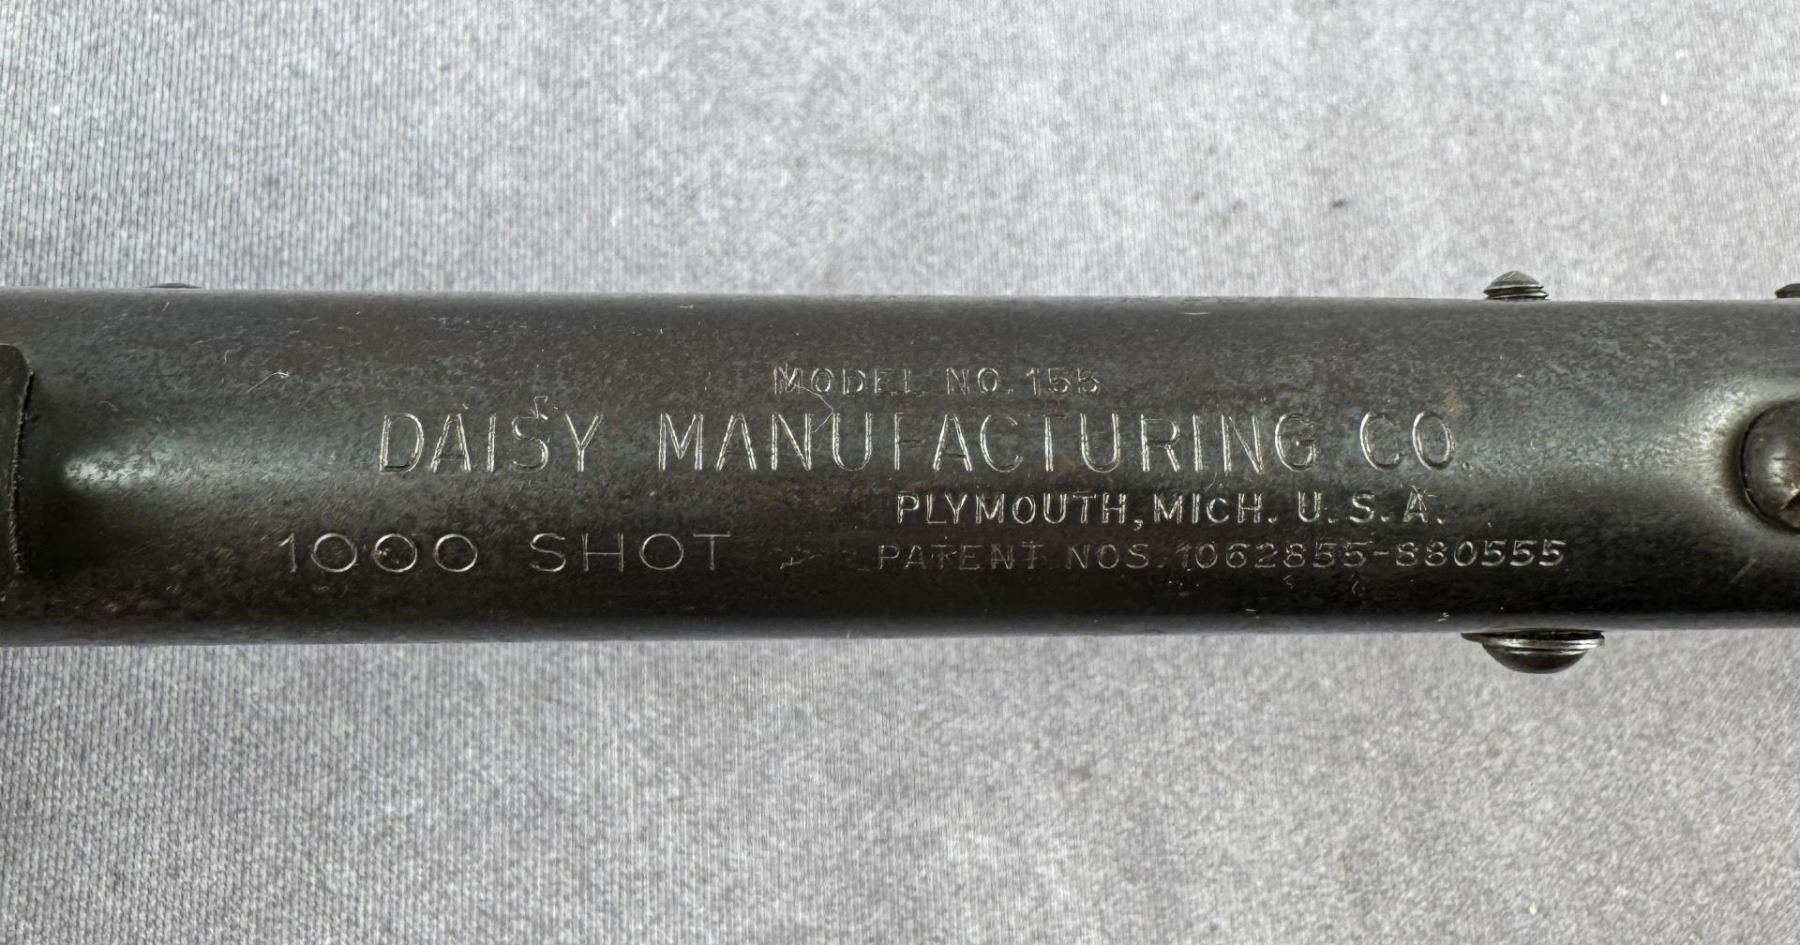 MODEL NO. 155
DAISY MANUFACTURING CO.
PLYMOUTH, MICH. U. S. A.
1000 SHOT
PATENT NOS. 1062855-880555